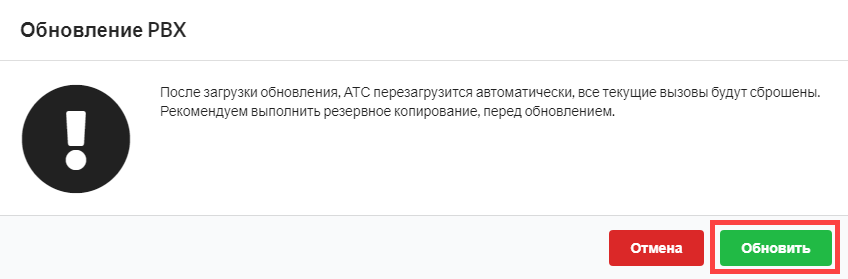 Обновление PBX
После загрузки обновления, АТС перезагрузится автоматически, все текущие вызовы будут сброшены.
Рекомендуем выполнить резервное копирование, перед обновлением.
Отмена
Обновить